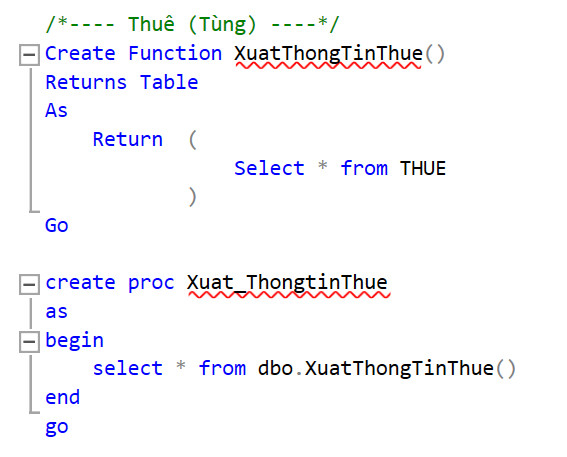 /*---- Thuê (Tùng) ----*/
Create Function XuatThongTinThue()
Returns Table
As
Return (
Select * from THUE
)
Go
create proc Xuat_ThongtinThue
as
begin
select * from dbo.XuatThongTinThue()
end
go